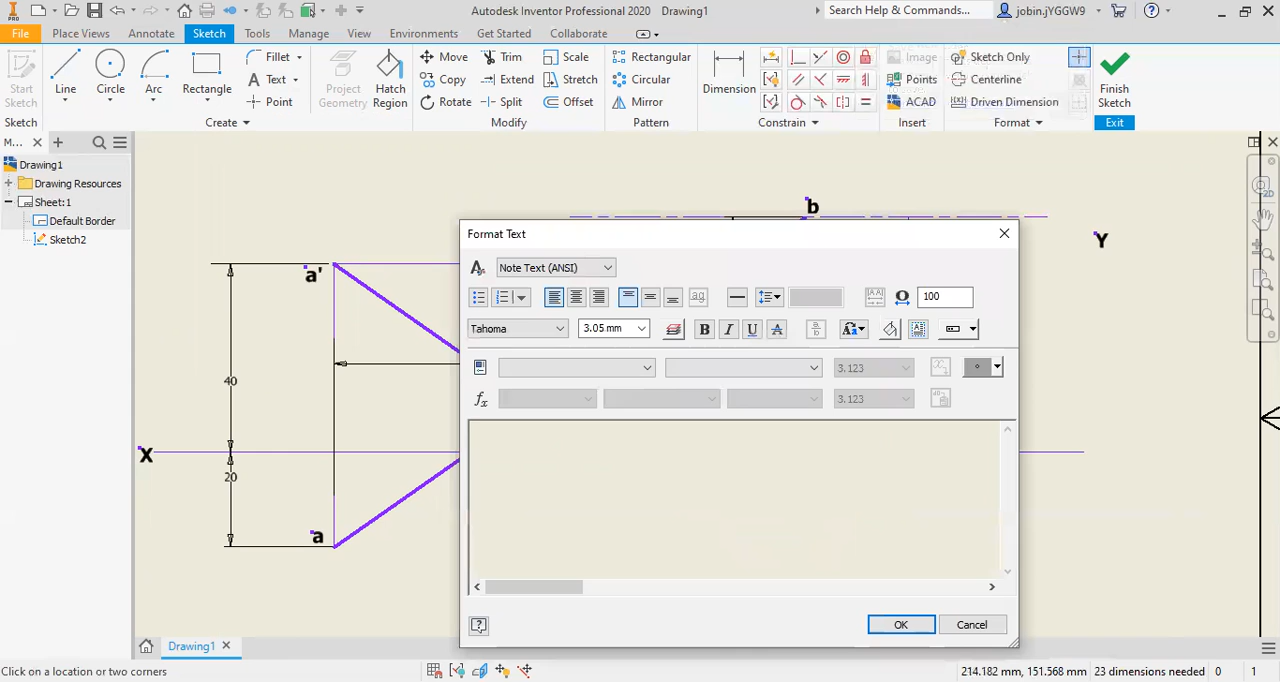 PRO
Autodesk Inventor Professional 2020 Drawing1
Search Help & Commands...
jobin.jYGGW9
File
Place Views
Annotate
Sketch
Tools
Manage
View
Environments
Get Started
Collaborate
Start Sketch
Line
Circle
Arc
Rectangle
Fillet
Text
Point
Project Geometry
Hatch Region
Move
Copy
Rotate
Trim
Extend
Split
Scale
Stretch
Offset
Rectangular
Circular
Mirror
Dimension
Image
Points
ACAD
Sketch Only
Centerline
Driven Dimension
Finish Sketch
Sketch
Create
Modify
Pattern
Constrain
Insert
Format
Exit
M...
Drawing1
Drawing Resources
Sheet:1
Default Border
Sketch2
b
Y
a'
40
X
20
a
2D
Format Text
Note Text (ANSI)
100
Tahoma
3.05 mm
B I U A
3.123
fx
3.123
OK
Cancel
Drawing1
Click on a location or two corners
214.182 mm, 151.568 mm
23 dimensions needed
0
1